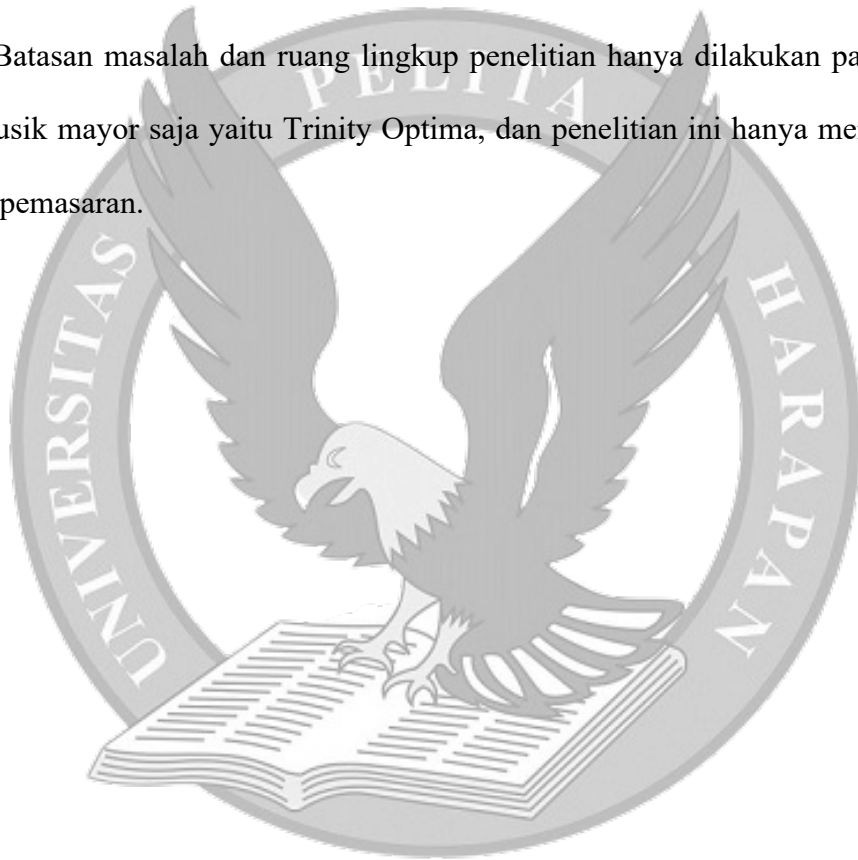 Batasan masalah dan ruang lingkup penelitian hanya dilakukan pa
usik mayor saja yaitu Trinity Optima, dan penelitian ini hanya mer
pemasaran.
UNIVERSITAS PELITA HARAPAN